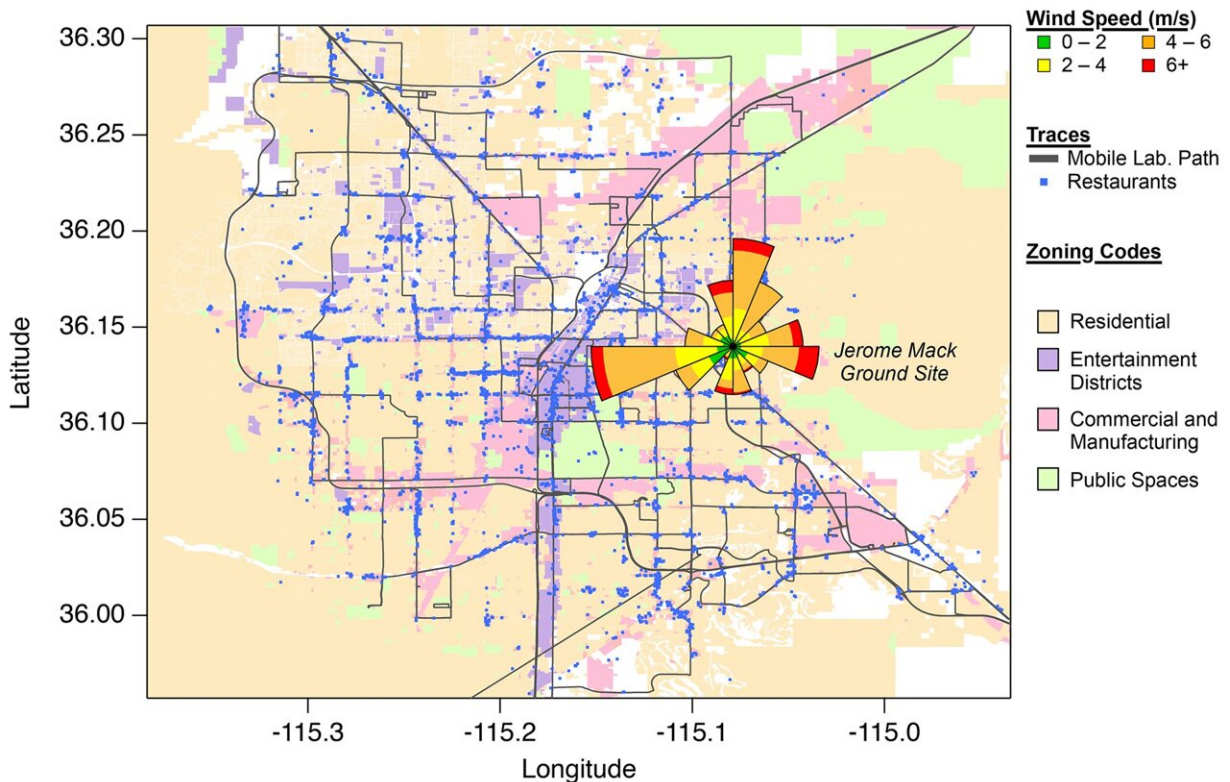 36.30
36.25
36.20
36.15
36.10
36.05
36.00
Latitude
-115.3
-115.2
-115.1
-115.0
Longitude
Jerome Mack
Ground Site
Wind Speed (m/s)
0 – 2
4 – 6
2 – 4
6+
Traces
Mobile Lab. Path
Restaurants
Zoning Codes
Residential
Entertainment
Districts
Commercial and
Manufacturing
Public Spaces